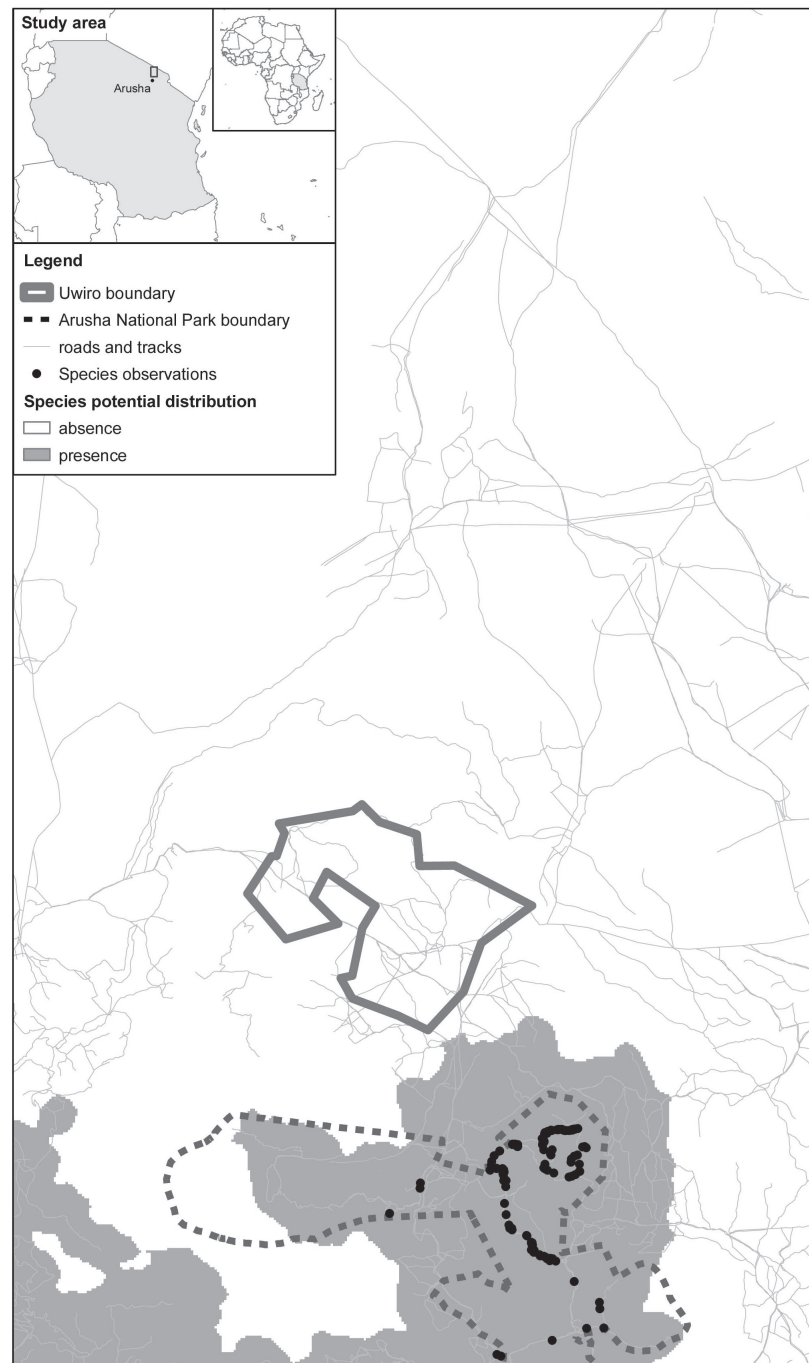 Study area
Arusha
Legend
Uwiro boundary
Arusha National Park boundary
roads and tracks
Species observations
Species potential distribution
absence
presence